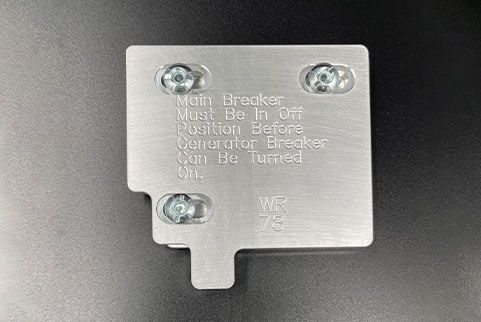 Main Breaker
Must Be In Off
Position Before
Generator Breaker
Can Be Turned
On.
WR
78